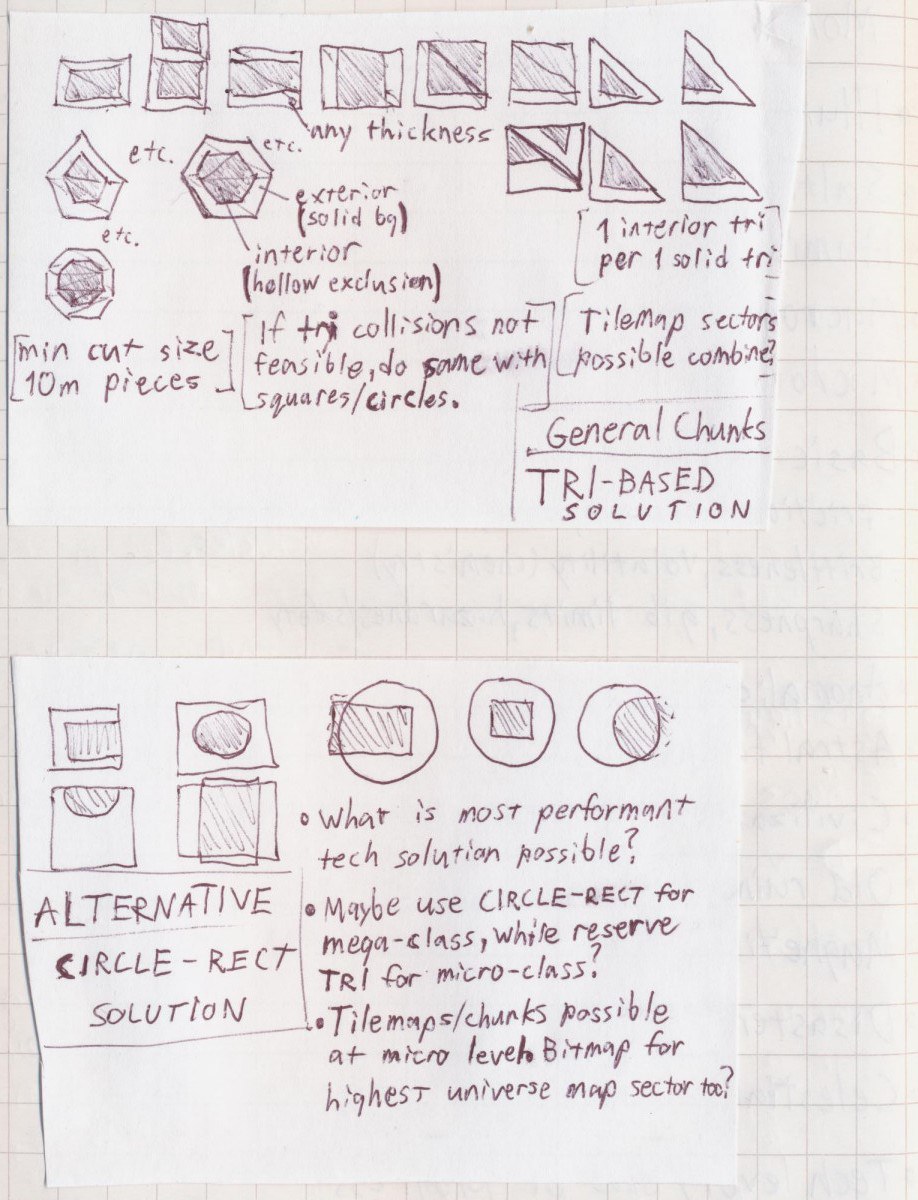 any thickness
etc.
etc.
exterior
(solid bg)
etc.
interior
(hollow exclusion)
[1 interior tri
per 1 solid tri]
[min cut size
10m pieces]
[If tri collisions not
feasible, do same with
squares/circles.]
[TileMap sectors
possible combine?]
General Chunks
TRI-BASED
SOLUTION
• What is most performant
tech solution possible?
ALTERNATIVE
CIRCLE-RECT
SOLUTION
• Maybe use CIRCLE-RECT for
mega-class, while reserve
TRI for micro-class?
• Tilemaps/chunks possible
at micro level. Bitmap for
highest universe map sector too?